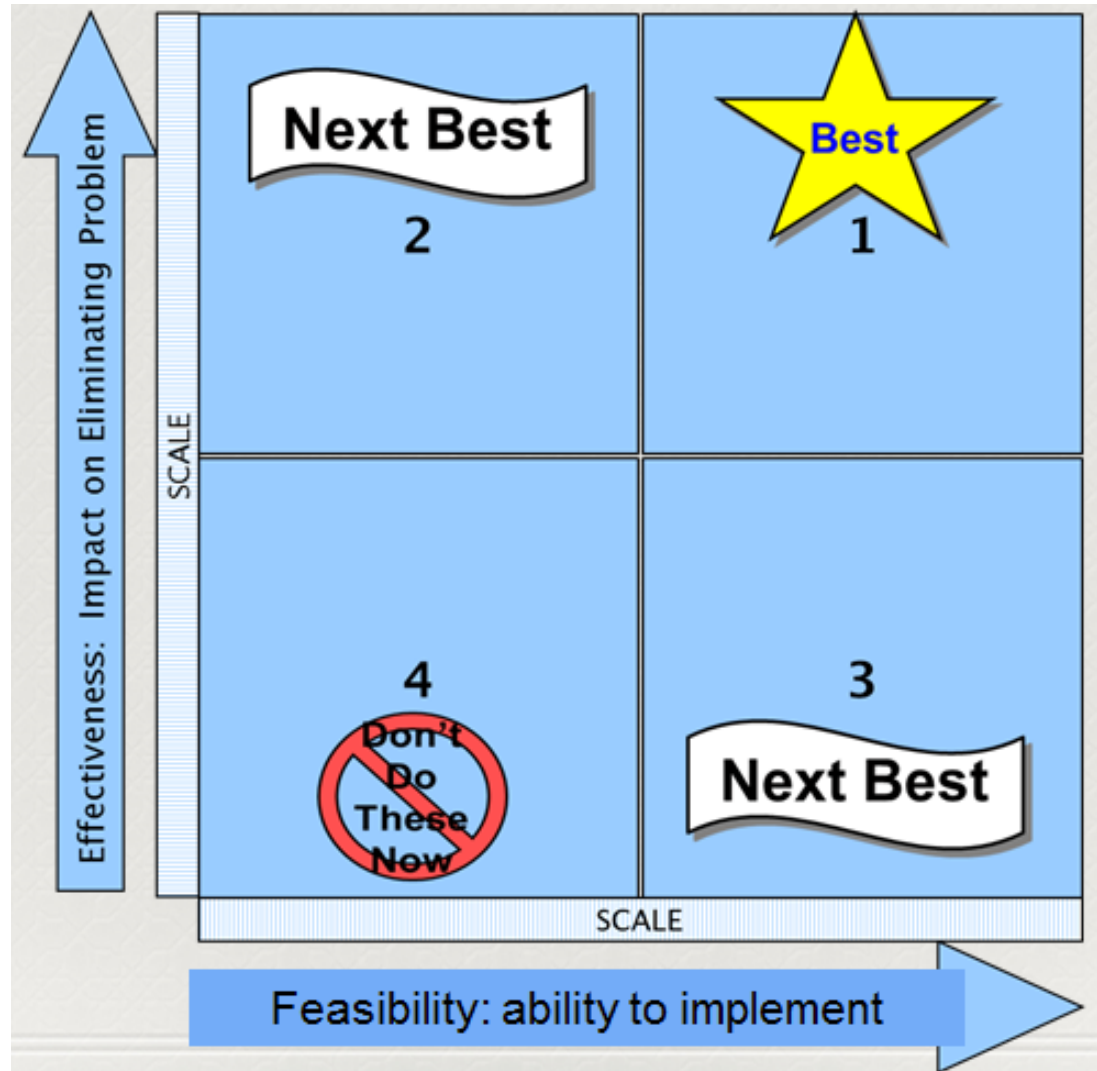 Effectiveness: Impact on Eliminating Problem
SCALE
Next Best
2
Best
1
4
Don't
Do
These
Now
3
Next Best
SCALE
Feasibility: ability to implement